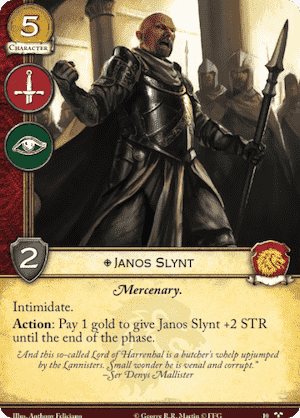 5
Character
2
Janos Slynt
Mercenary.
Intimidate.
Action: Pay 1 gold to give Janos Slynt +2 STR
until the end of the phase.
"And this so-called Lord of Harrenhal is a butcher's whelp upjumped
by the Lannisters. Small wonder he is venal and corrupt."
–Ser Denys Mallister
Illus. Anthony Feliciano
© George R.R. Martin © FFG
10